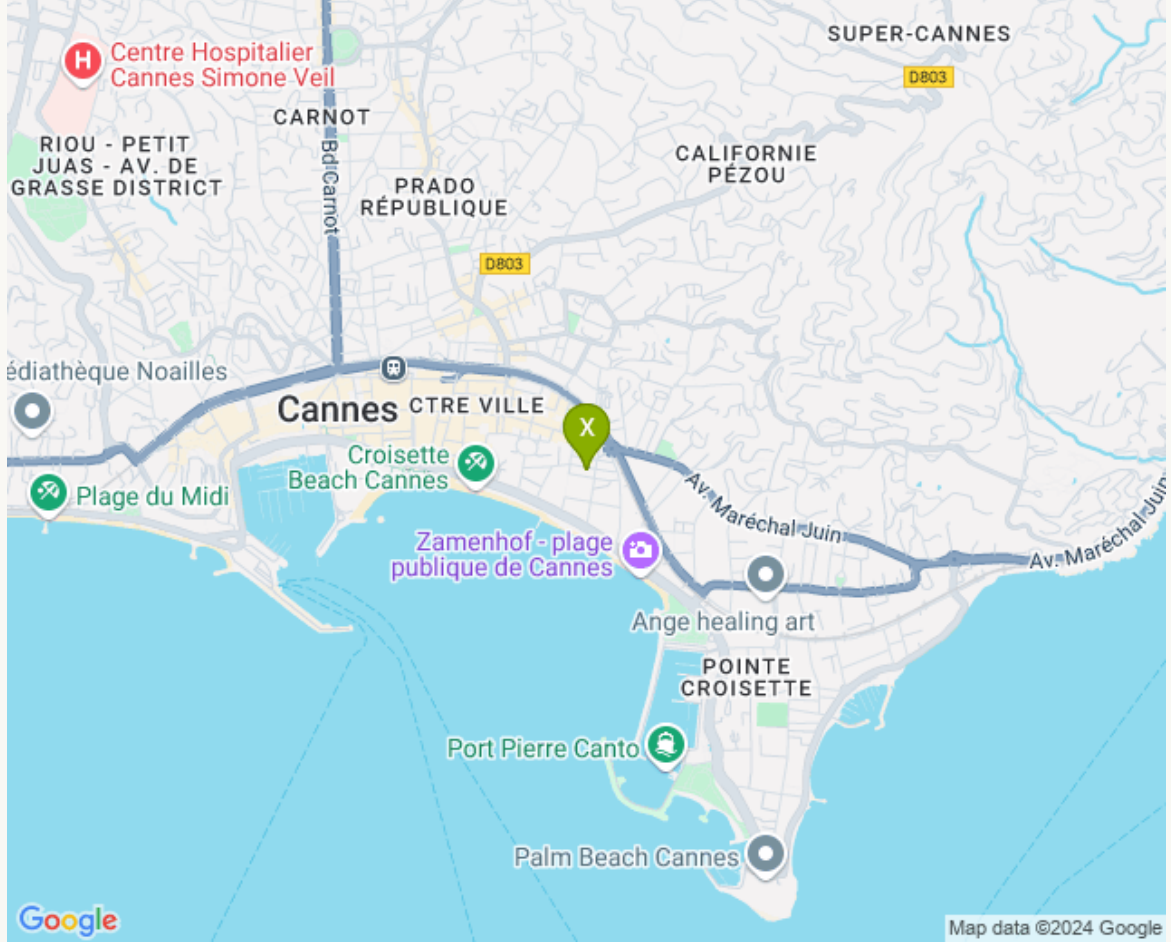 SUPER-CANNES
Centre Hospitalier
Cannes Simone Veil
H
D803
CARNOT
RIOU - PETIT
JUAS - AV. DE
GRASSE DISTRICT
Bd Carnot
CALIFORNIE
PÉZOU
PRADO
RÉPUBLIQUE
D803
édiathèque Noailles
Cannes
CTRE VILLE
X
Croisette
Beach Cannes
Plage du Midi
Av. Maréchal Juin
Av. Maréchal Juin
Zamenhof - plage
publique de Cannes
Ange healing art
POINTE
CROISETTE
Port Pierre Canto
Palm Beach Cannes
Google
Map data ©2024 Google